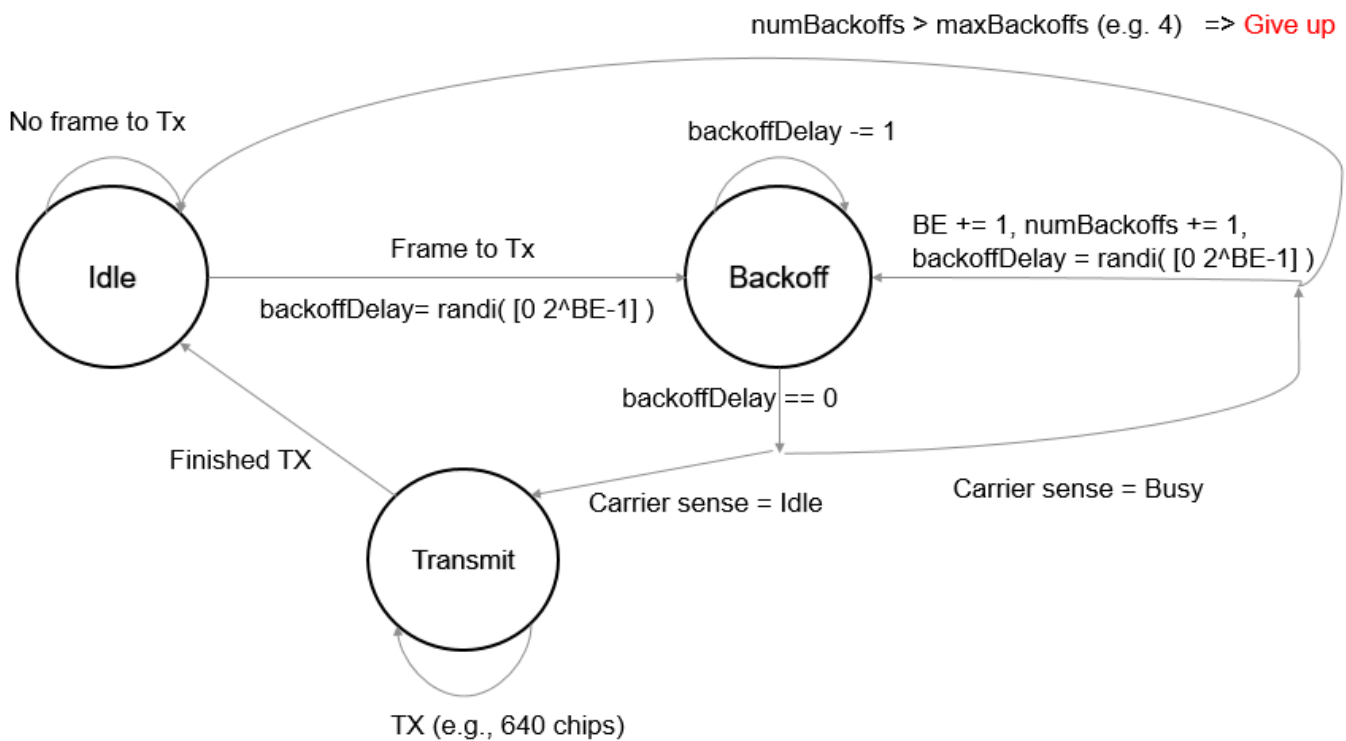 numBackoffs > maxBackoffs (e.g. 4) => Give up
No frame to Tx
backoffDelay -= 1
BE += 1, numBackoffs += 1,
backoffDelay = randi( [0 2^BE-1] )
Frame to Tx
Idle
Backoff
backoffDelay= randi( [0 2^BE-1] )
backoffDelay == 0
Finished TX
Carrier sense = Idle
Carrier sense = Busy
Transmit
TX (e.g., 640 chips)